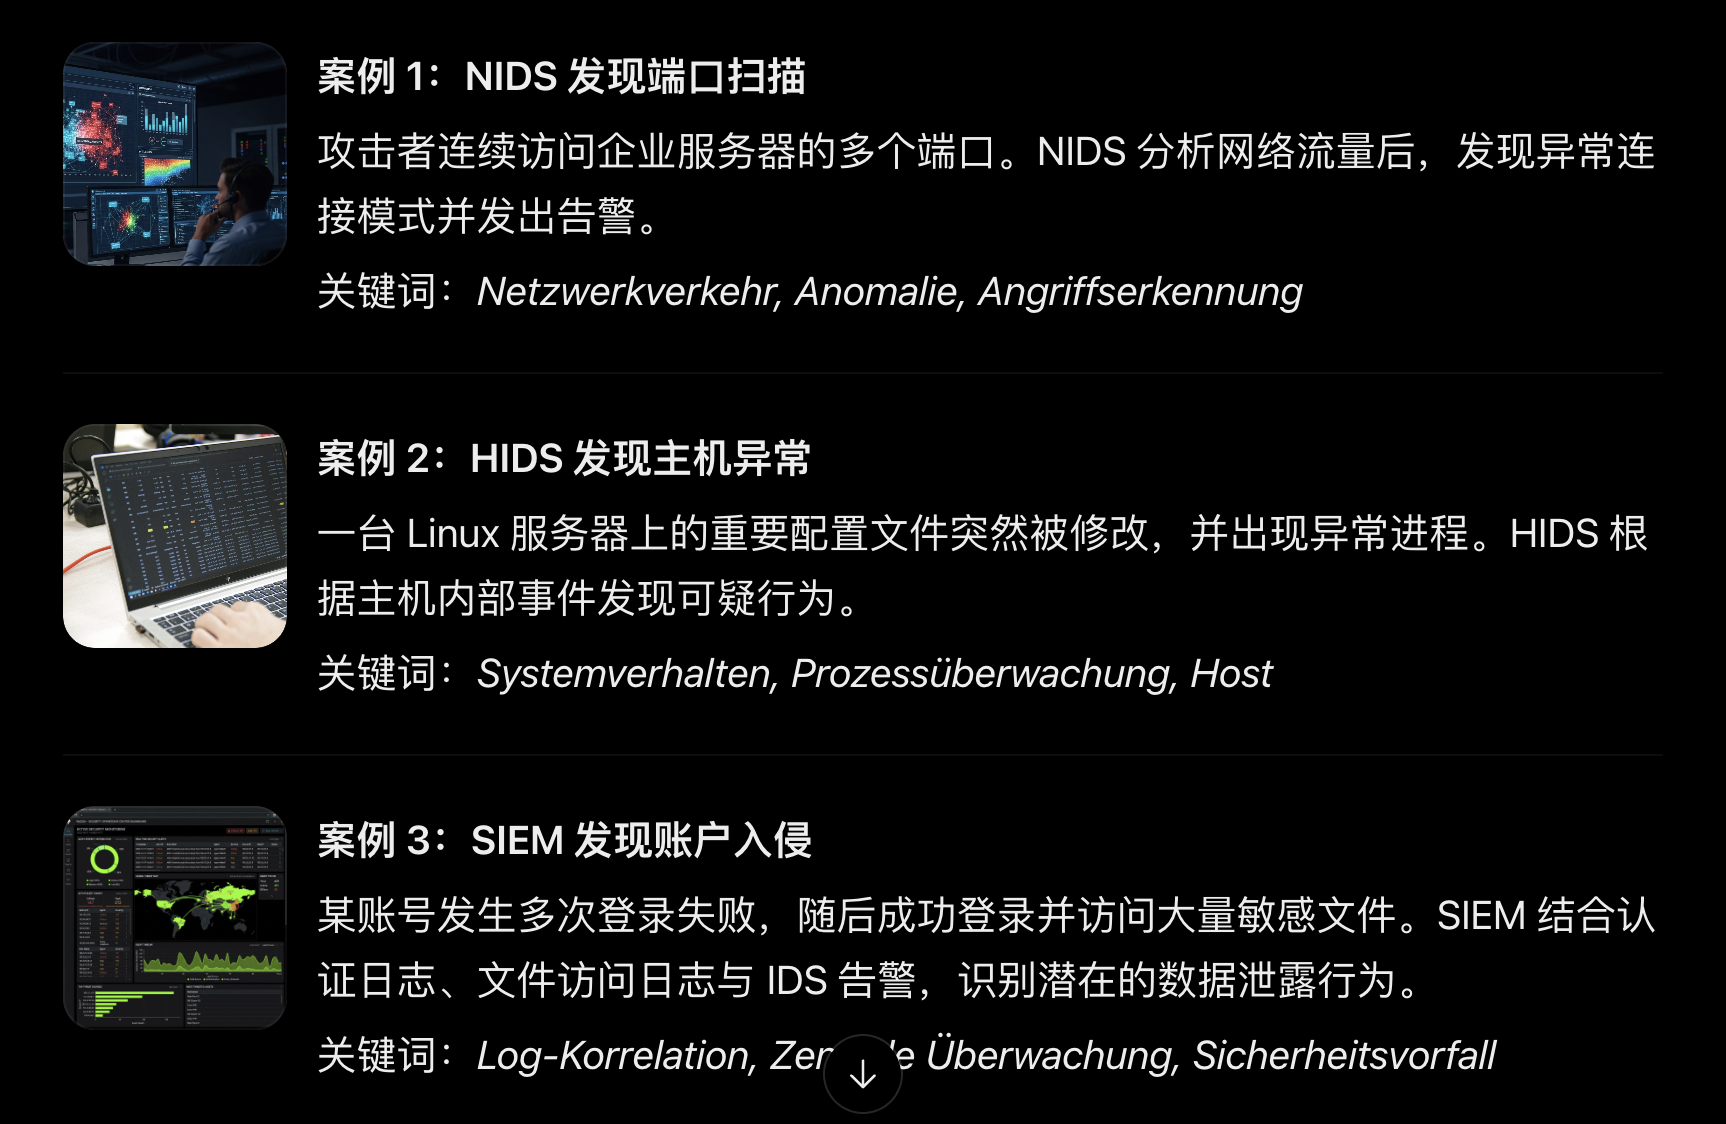 案例 1：NIDS 发现端口扫描
攻击者连续访问企业服务器的多个端口。NIDS 分析网络流量后，发现异常连
接模式并发出告警。
关键词：Netzwerkverkehr, Anomalie, Angriffserkennung
案例 2：HIDS 发现主机异常
一台 Linux 服务器上的重要配置文件突然被修改，并出现异常进程。HIDS 根
据主机内部事件发现可疑行为。
关键词：Systemverhalten, Prozessüberwachung, Host
案例 3：SIEM 发现账户入侵
某账号发生多次登录失败，随后成功登录并访问大量敏感文件。SIEM 结合认
证日志、文件访问日志与 IDS 告警，识别潜在的数据泄露行为。
关键词：Log-Korrelation, Überwachung, Sicherheitsvorfall